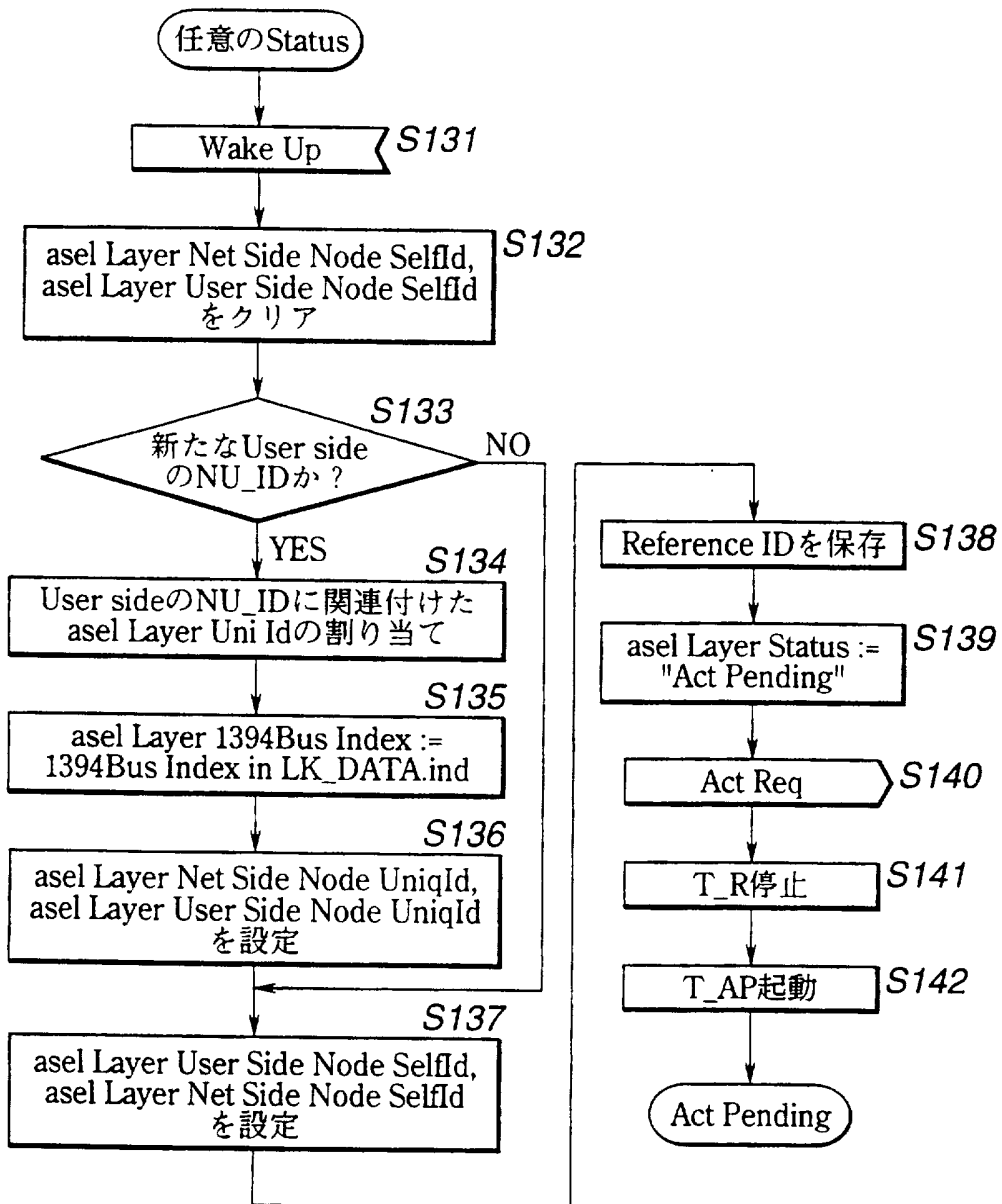 任意のStatus
Wake Up
S131
asel Layer Net Side Node SelfId,
asel Layer User Side Node SelfId
をクリア
S132
新たなUser side
のNU_IDか?
S133
NO
YES
S134
User sideのNU_IDに関連付けた
asel Layer Uni Idの割り当て
S135
asel Layer 1394Bus Index :=
1394Bus Index in LK_DATA.ind
S136
asel Layer Net Side Node UniqId,
asel Layer User Side Node UniqId
を設定
S137
asel Layer User Side Node SelfId,
asel Layer Net Side Node SelfId
を設定
Reference IDを保存
S138
asel Layer Status :=
"Act Pending"
S139
Act Req
S140
T_R停止
S141
T_AP起動
S142
Act Pending